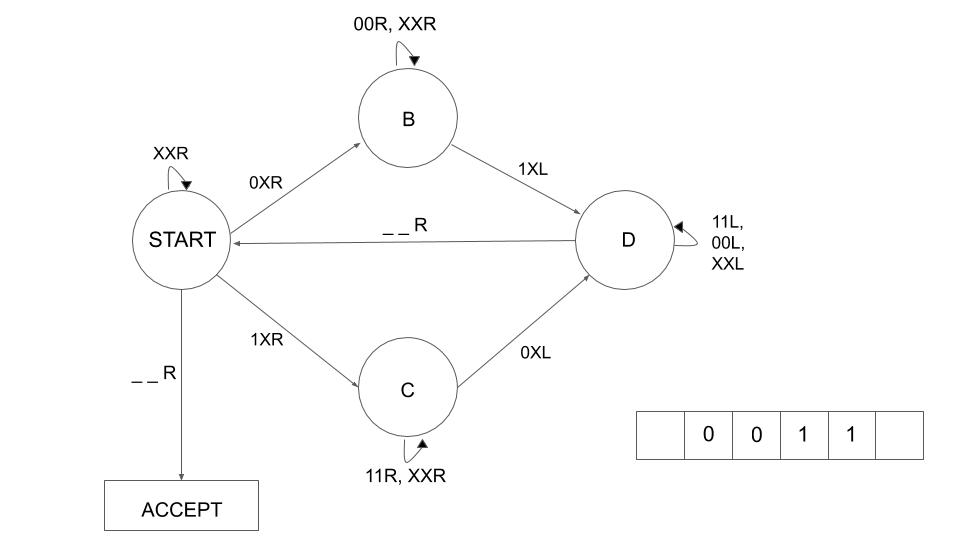 00R, XXR
B
XXR
0XR
1XL
START
_ _ R
D
11L,
00L,
XXL
1XR
0XL
_ _ R
C
11R, XXR
0 0 1 1
ACCEPT